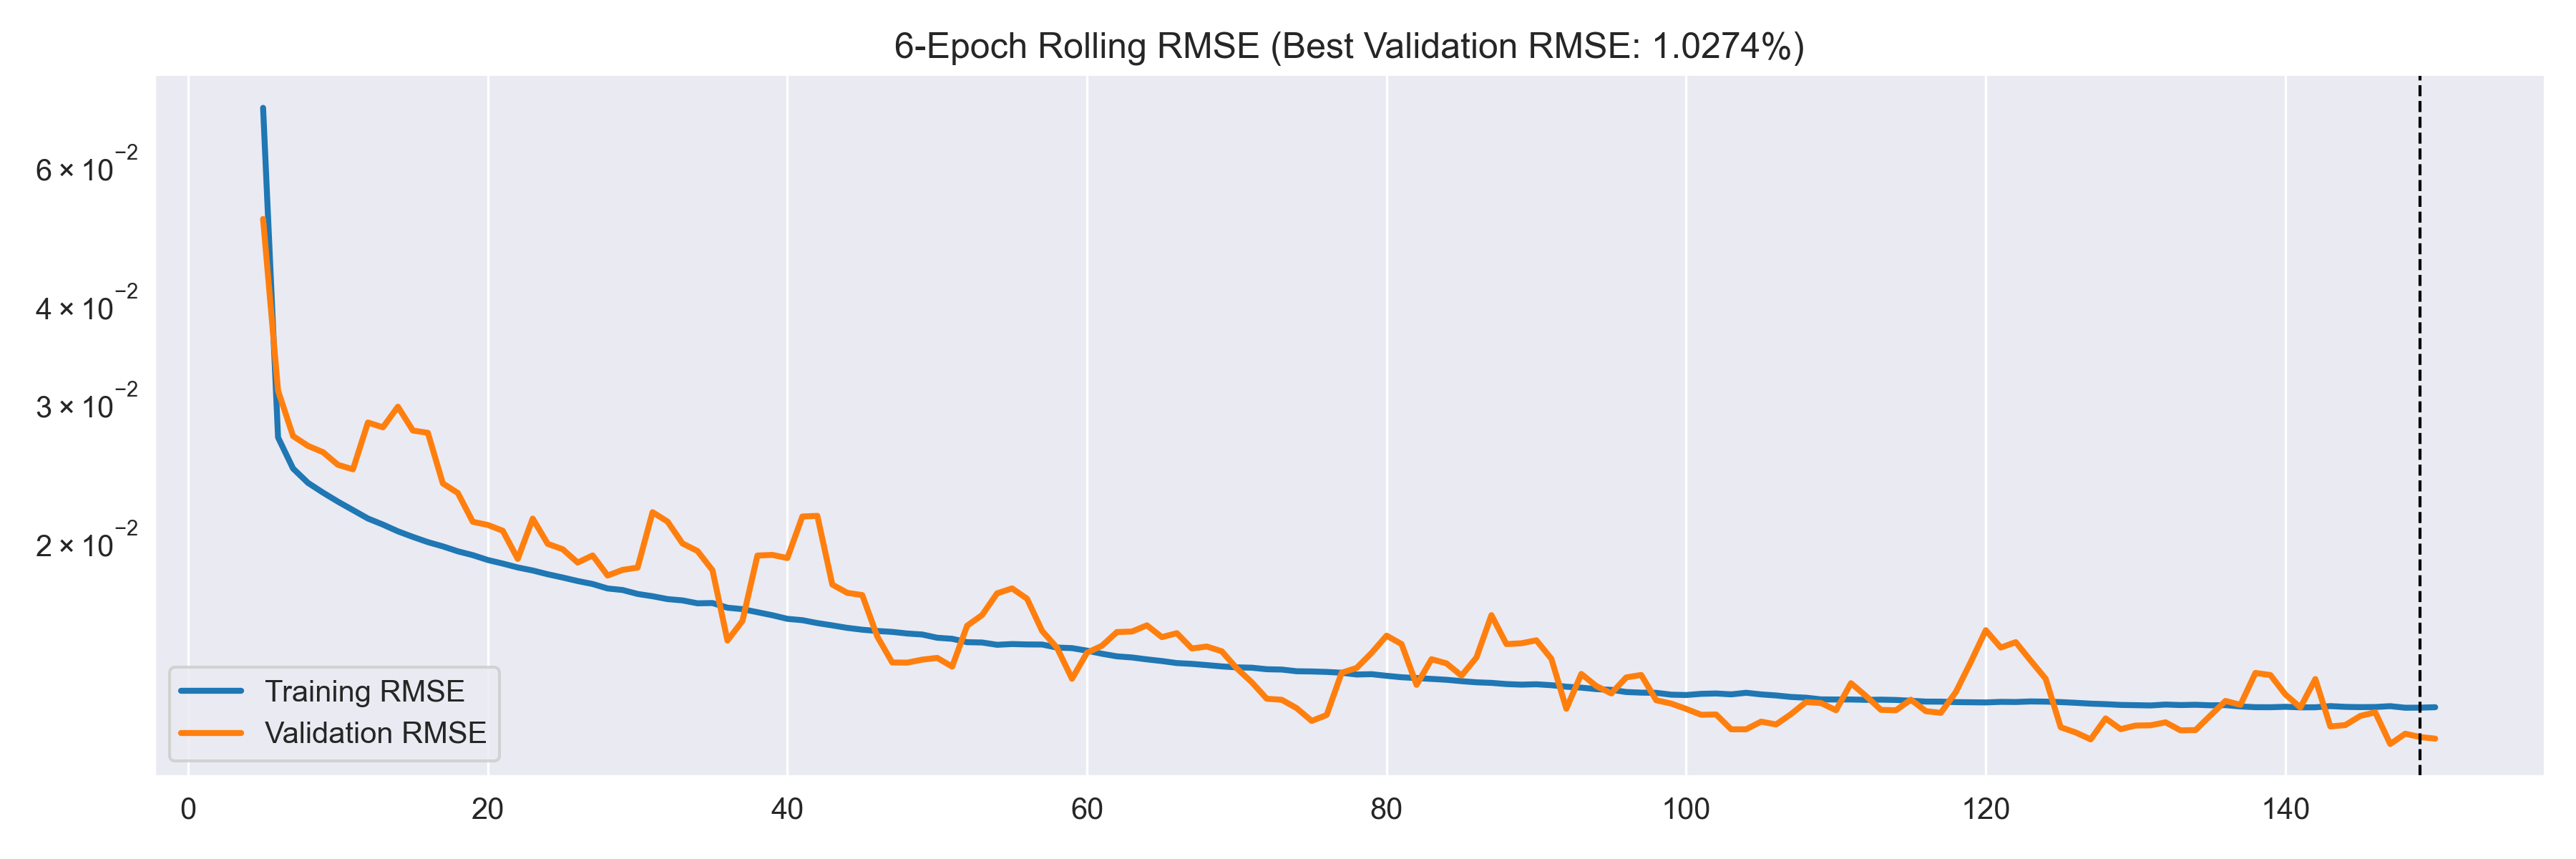 6-Epoch Rolling RMSE (Best Validation RMSE: 1.0274%)
6 × 10⁻²
4 × 10⁻²
3 × 10⁻²
2 × 10⁻²
Training RMSE
Validation RMSE
0 20 40 60 80 100 120 140